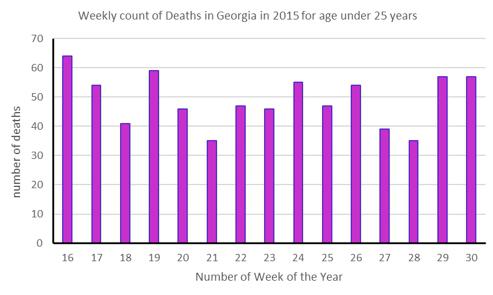 Weekly count of Deaths in Georgia in 2015 for age under 25 years
70
60
50
40
30
20
10
0
number of deaths
16 17 18 19 20 21 22 23 24 25 26 27 28 29 30
Number of Week of the Year